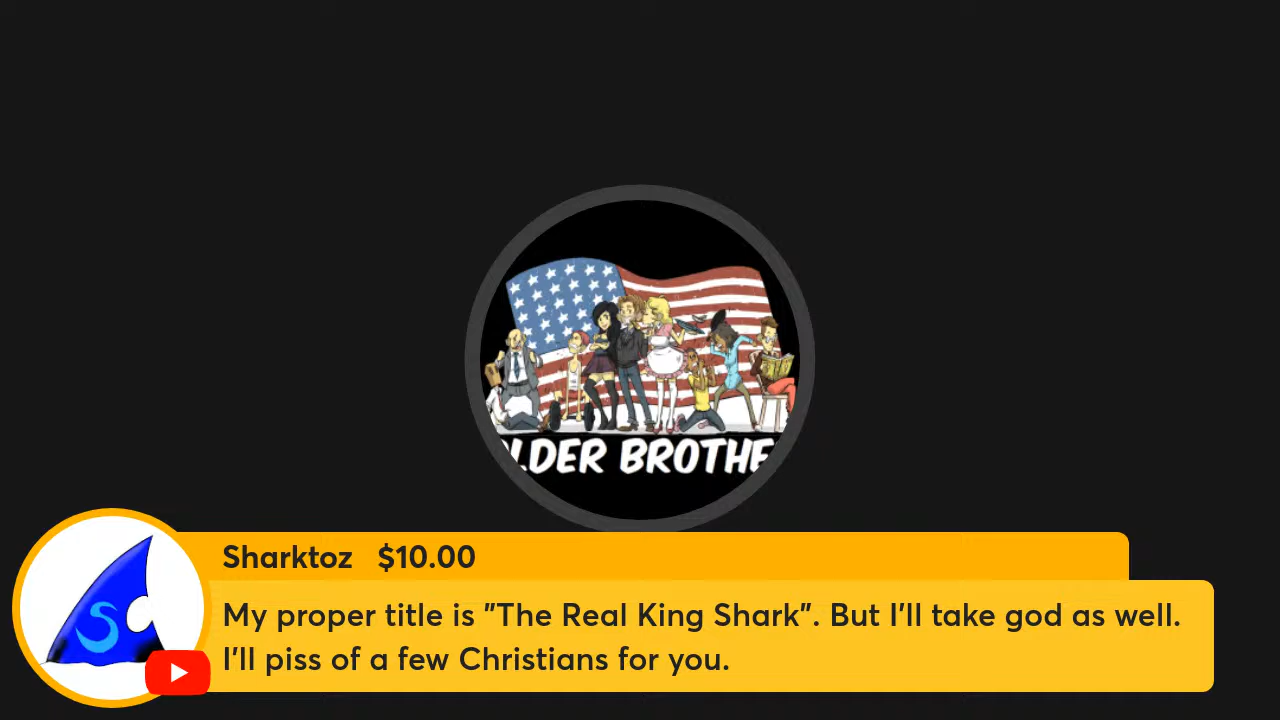 LDER BROTHE
Sharktoz $10.00
My proper title is "The Real King Shark". But I'll take god as well.
I'll piss of a few Christians for you.